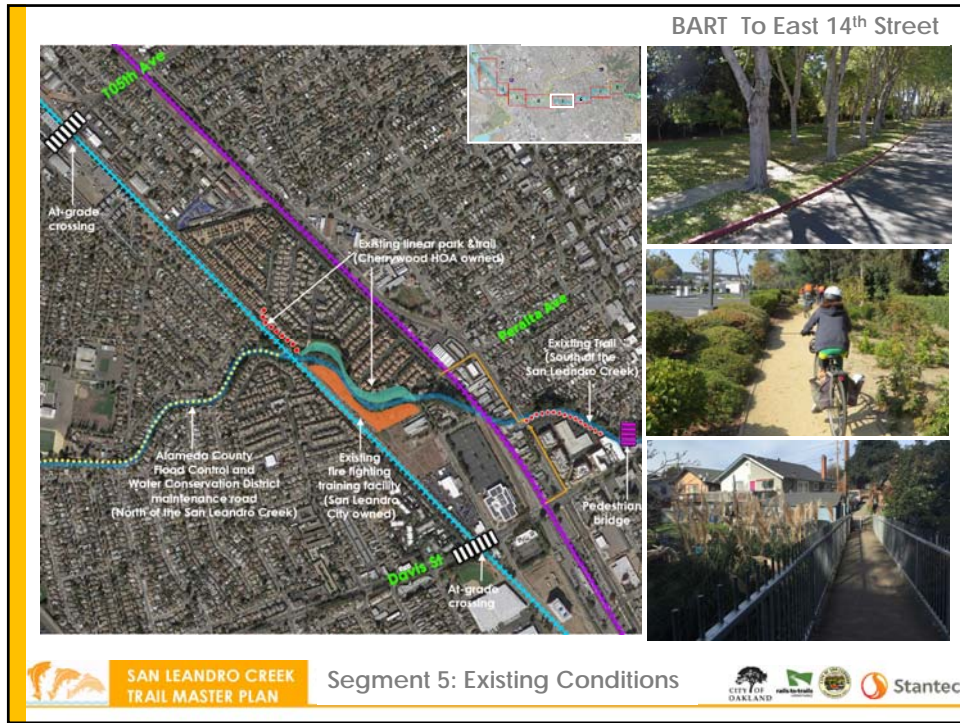 BART To East 14th Street
105th Ave
At-grade
crossing
Existing linear park & trail
(Cherrywood HOA owned)
Peralta Ave
Existing Trail
(South of the
San Leandro Creek)
Alameda County
Flood Control and
Water Conservation District
maintenance road
(North of the San Leandro Creek)
Existing
fire fighting
training facility
(San Leandro
City owned)
Pedestrian
bridge
Davis St
At-grade
crossing
SAN LEANDRO CREEK
TRAIL MASTER PLAN
Segment 5: Existing Conditions
CITY OF
OAKLAND
rails-to-trails
Stantec